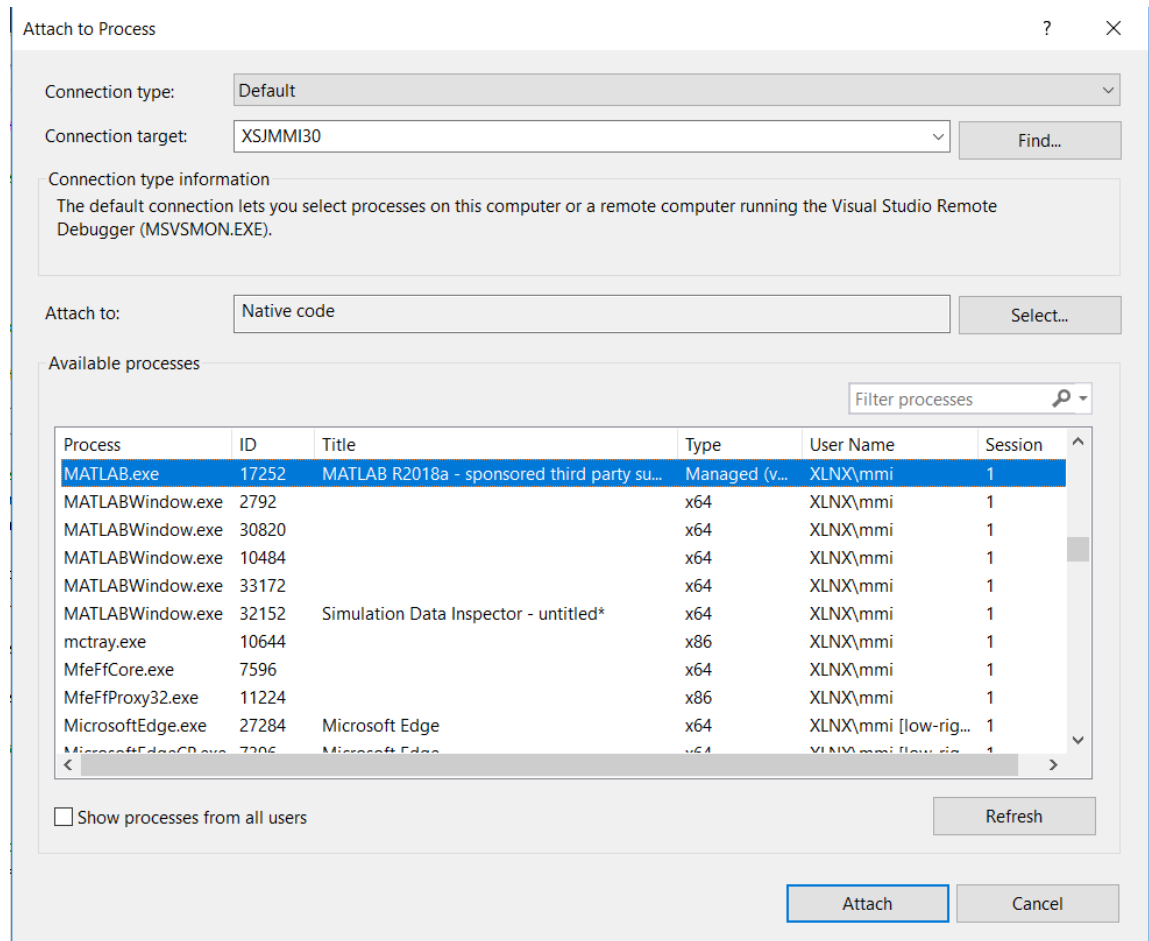 Attach to Process ?
Connection type: Default
Connection target: XSJMMI30 Find...
Connection type information
The default connection lets you select processes on this computer or a remote computer running the Visual Studio Remote
Debugger (MSVSMON.EXE).
Attach to: Native code Select...
Available processes
Filter processes
Process ID Title Type User Name Session
MATLAB.exe 17252 MATLAB R2018a - sponsored third party su... Managed (v... XLNX\mmi 1
MATLABWindow.exe 2792 x64 XLNX\mmi 1
MATLABWindow.exe 30820 x64 XLNX\mmi 1
MATLABWindow.exe 10484 x64 XLNX\mmi 1
MATLABWindow.exe 33172 x64 XLNX\mmi 1
MATLABWindow.exe 32152 Simulation Data Inspector - untitled* x64 XLNX\mmi 1
mctray.exe 10644 x86 XLNX\mmi 1
MfeFfCore.exe 7596 x64 XLNX\mmi 1
MfeFfProxy32.exe 11224 x86 XLNX\mmi 1
MicrosoftEdge.exe 27284 Microsoft Edge x64 XLNX\mmi [low-rig... 1
Microsoft Edge x64
Show processes from all users Refresh
Attach Cancel